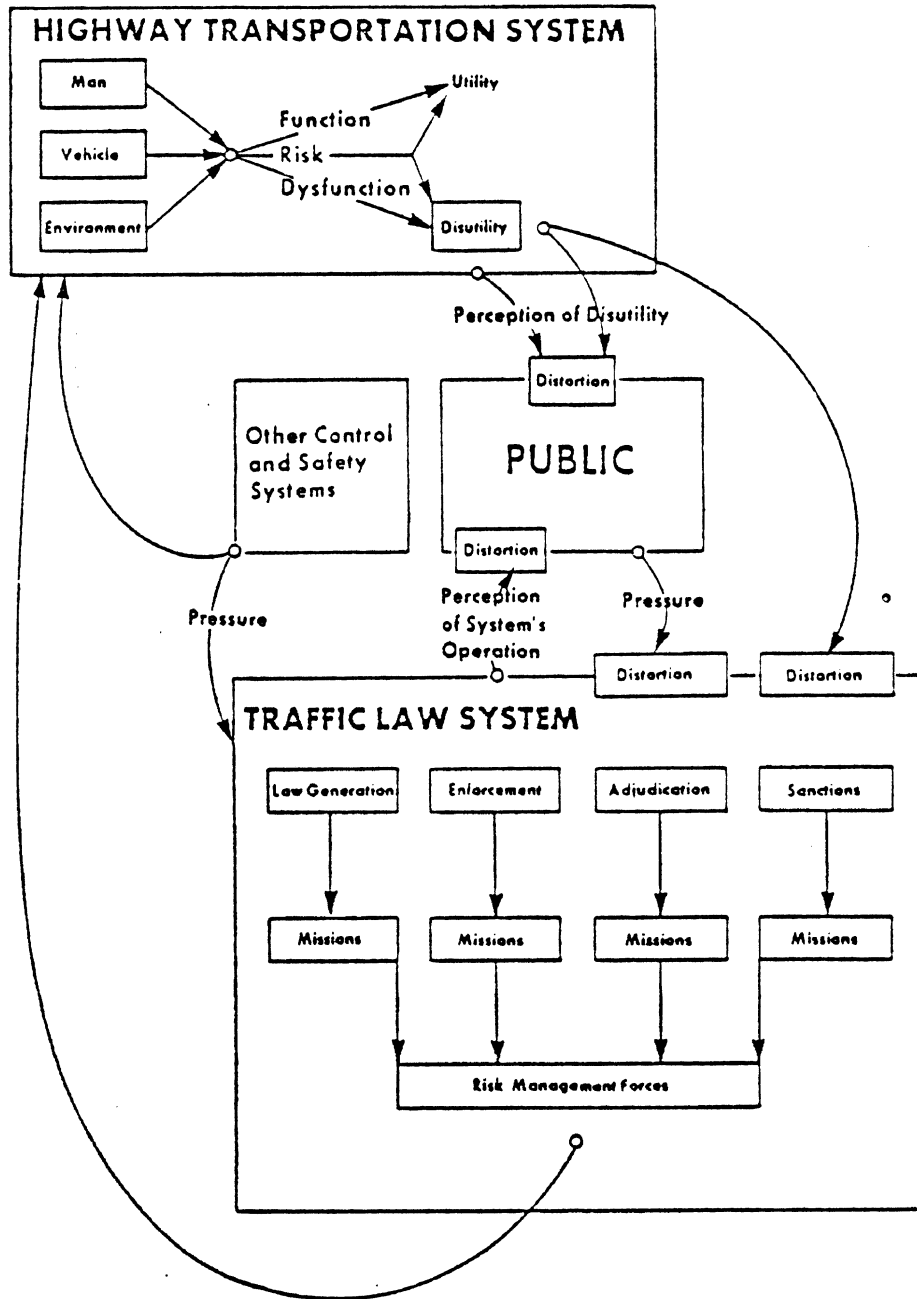 HIGHWAY TRANSPORTATION SYSTEM
Man
Utility
Function
Vehicle
Risk
Dysfunction
Environment
Disutility
Perception of Disutility
Distortion
Other Control
and Safety
Systems
PUBLIC
Distortion
Pressure
Perception
of System's
Operation
Pressure
Distortion
Distortion
TRAFFIC LAW SYSTEM
Law Generation
Enforcement
Adjudication
Sanctions
Missions
Missions
Missions
Missions
Risk Management Forces